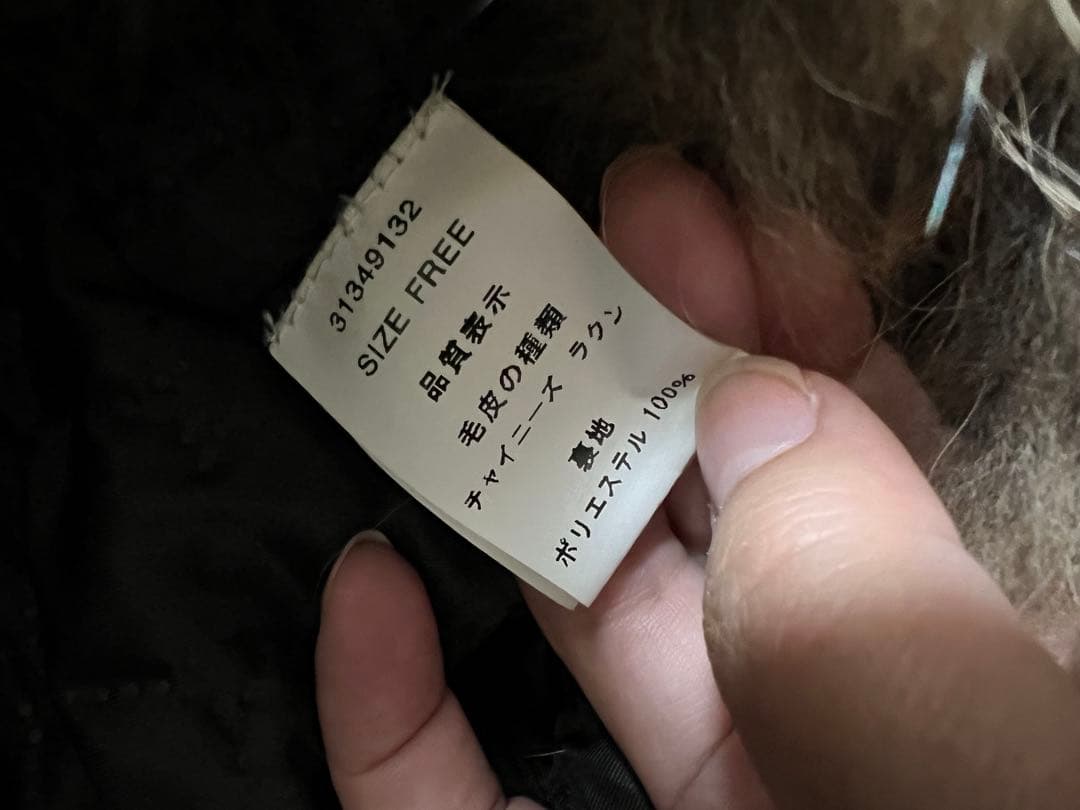 31349132
SIZE FREE
品質表示
毛皮の種類
チャイニーズ ラクン
裏地
ポリエステル 100%